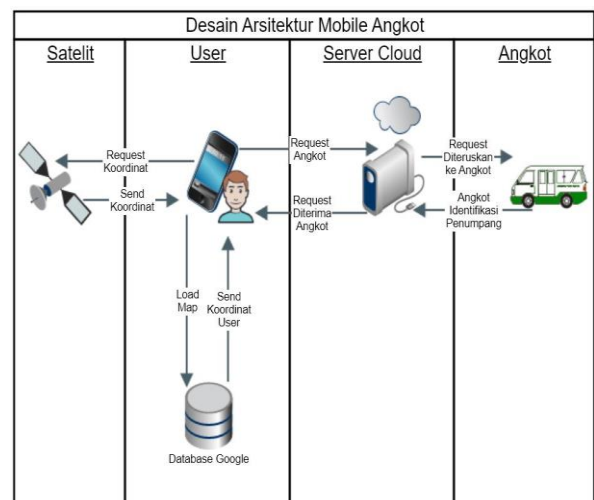 Desain Arsitektur Mobile Angkot
Satelit
User
Server Cloud
Angkot
Request
Koordinat
Send
Koordinat
Request
Angkot
Request
Diterima
Angkot
Request
Diteruskan
ke Angkot
Angkot
Identifikasi
Penumpang
Load
Map
Send
Koordinat
User
Database Google